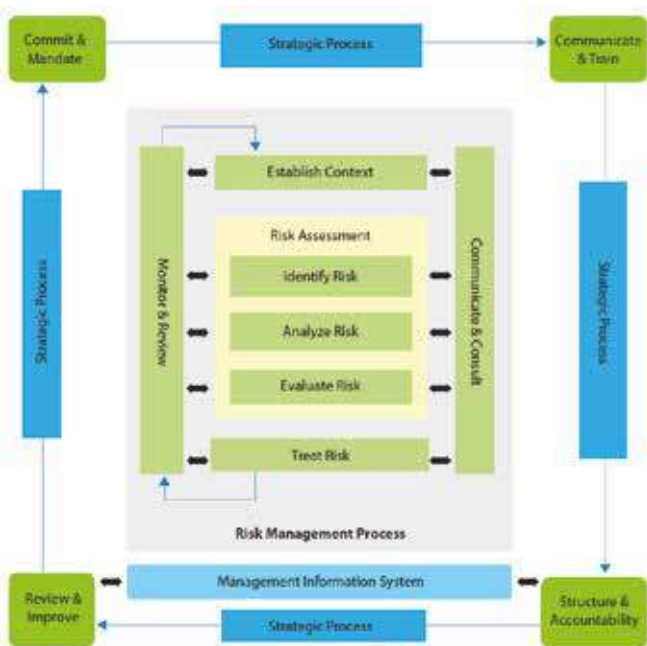 Commit &
Mandate
Strategic Process
Communicate
& Train
Establish Context
Risk Assessment
Identify Risk
Analyze Risk
Evaluate Risk
Treat Risk
Monitor & Review
Communicate & Consult
Strategic Process
Strategic Process
Risk Management Process
Management Information System
Review &
Improve
Strategic Process
Structure &
Accountability